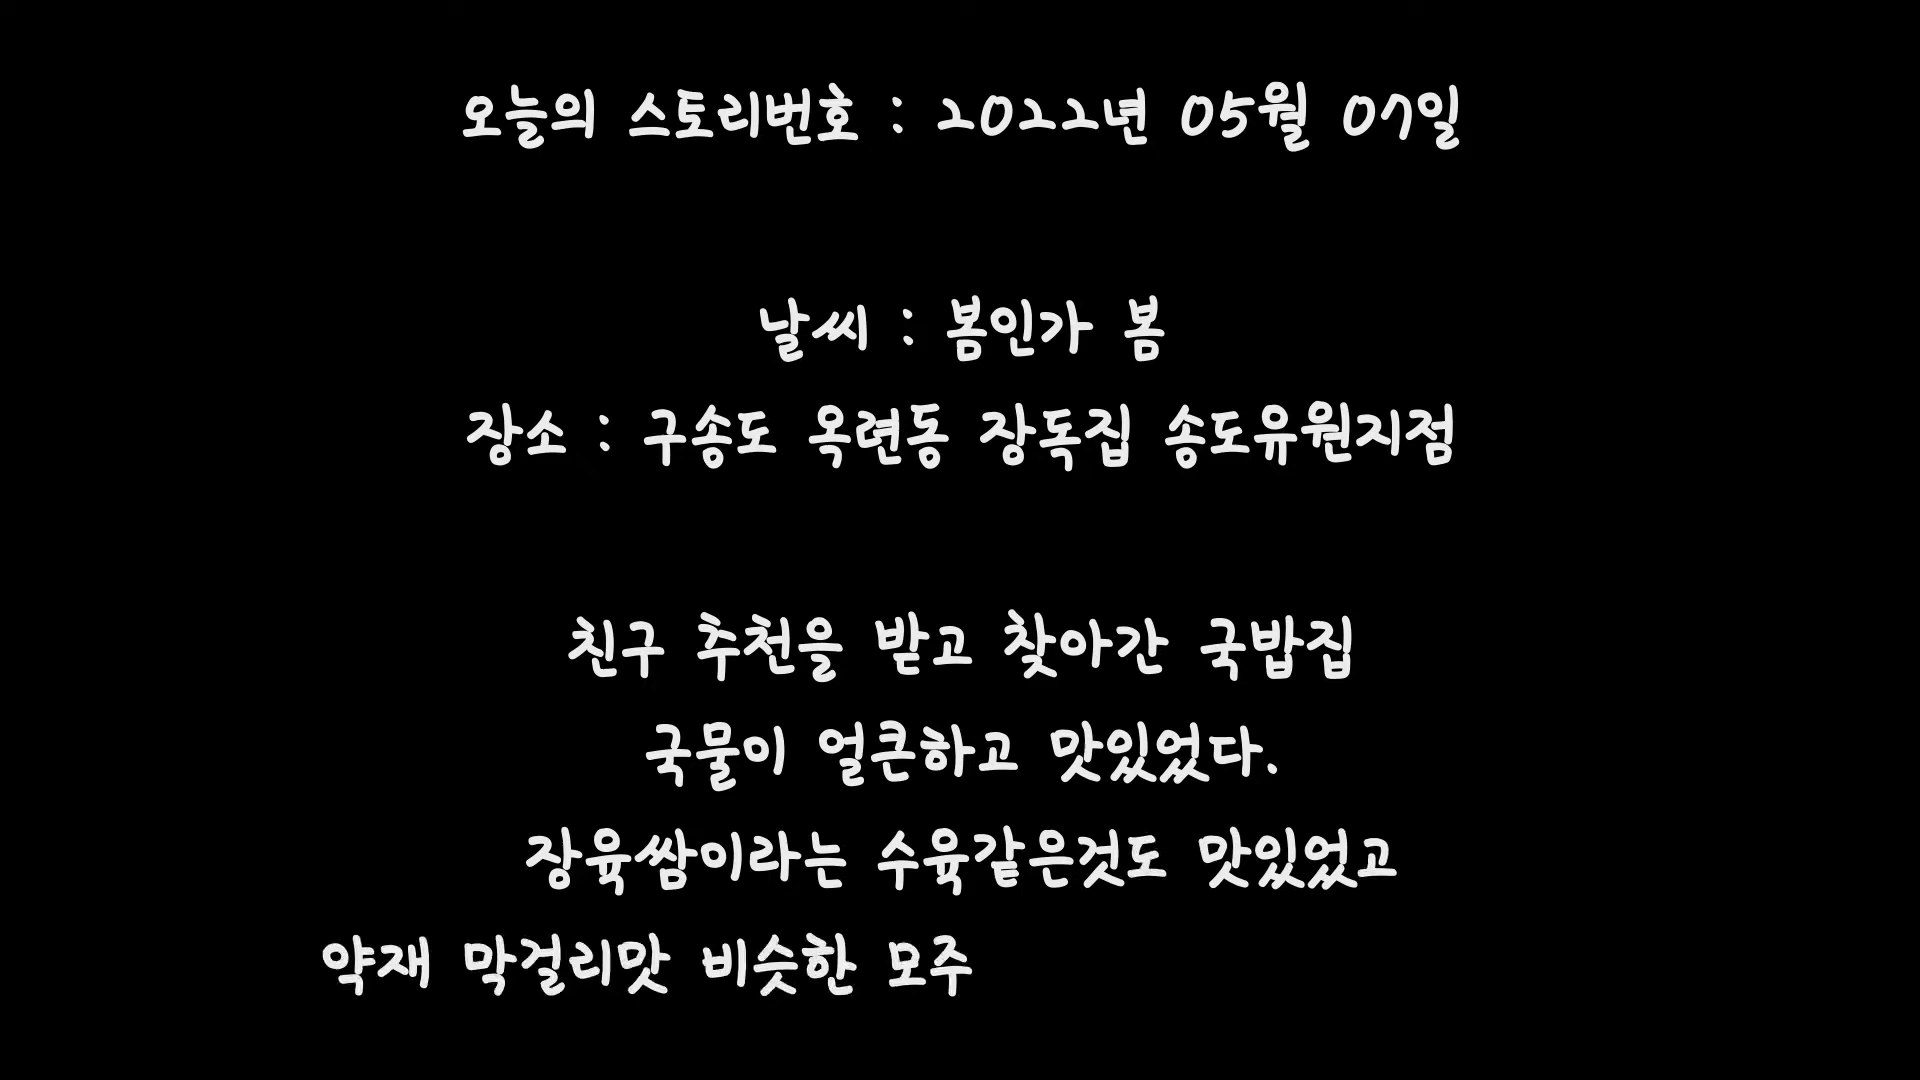 오늘의 스토리번호 : 2022년 05월 07일
날씨 : 봄인가 봄
장소 : 구송도 옥련동 장독집 송도유원지점
친구 추천을 받고 찾아간 국밥집
국물이 얼큰하고 맛있었다.
장육쌈이라는 수육같은것도 맛있었고
약재 막걸리맛 비슷한 모주